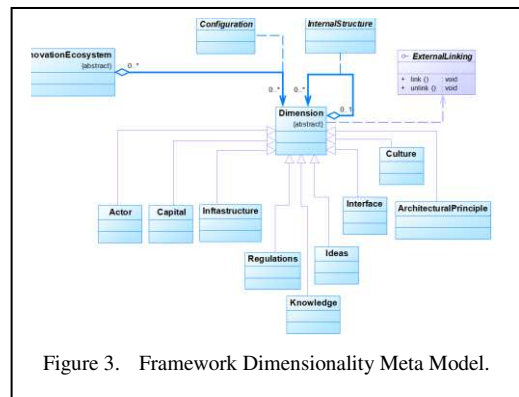 Configuration
InternalStructure
novationEcosystem
{abstract}
ExternalLinking
+ link () : void
+ unlink () : void
0..*
0..*
0..*
0..1
Dimension
{abstract}
Culture
Actor
Capital
Inftastructure
Interface
ArchitecturalPrinciple
Regulations
Ideas
Knowledge
Figure 3. Framework Dimensionality Meta Model.